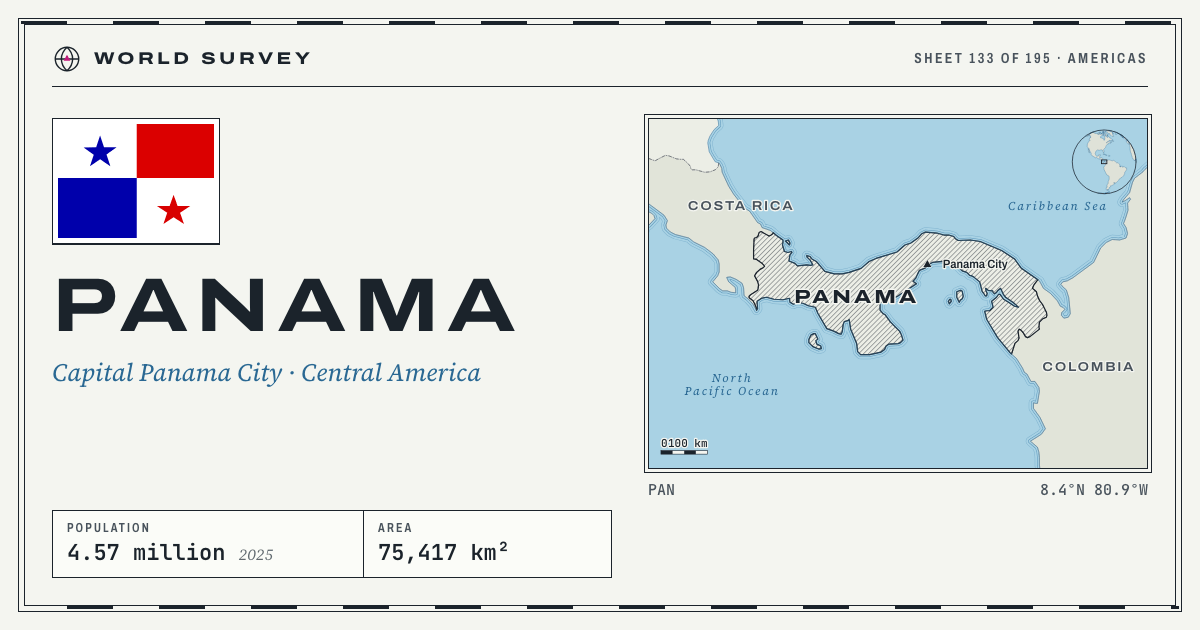 WORLD SURVEY
SHEET 133 OF 195 · AMERICAS
PANAMA
Capital Panama City · Central America
COSTA RICA
Caribbean Sea
Panama City
PANAMA
COLOMBIA
North
Pacific Ocean
0100 km
PAN
8.4°N 80.9°W
POPULATION
4.57 million 2025
AREA
75,417 km²